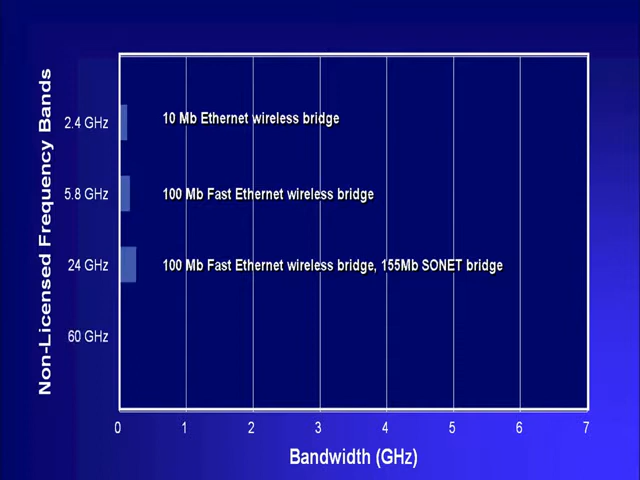 Non-Licensed Frequency Bands
2.4 GHz
10 Mb Ethernet wireless bridge
5.8 GHz
100 Mb Fast Ethernet wireless bridge
24 GHz
100 Mb Fast Ethernet wireless bridge, 155Mb SONET bridge
60 GHz
0 1 2 3 4 5 6 7
Bandwidth (GHz)